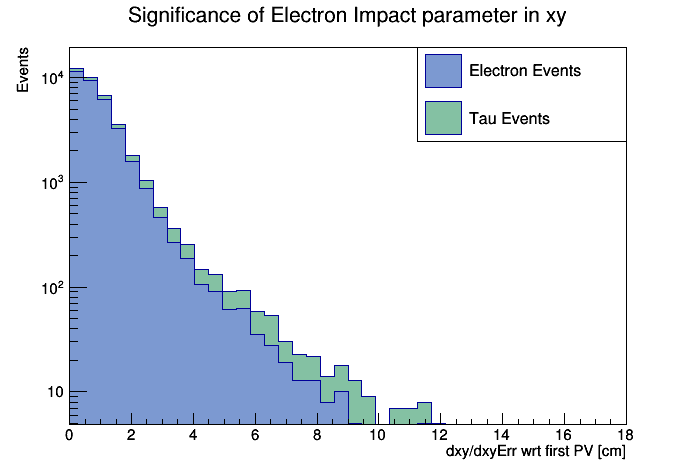 Significance of Electron Impact parameter in xy
Events
Electron Events
Tau Events
10⁴
10³
10²
10
0 2 4 6 8 10 12 14 16 18
dxy/dxyErr wrt first PV [cm]